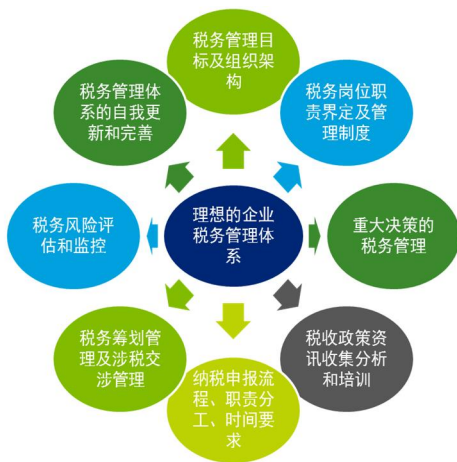 税务管理目
标及组织架
构
税务岗位职
责界定及管
理制度
重大决策的
税务管理
税收政策资
讯收集分析
和培训
纳税申报流
程、职责分
工、时间要
求
税务筹划管
理及涉税交
涉管理
税务风险评
估和监控
税务管理体
系的自我更
新和完善
理想的企业
税务管理体
系